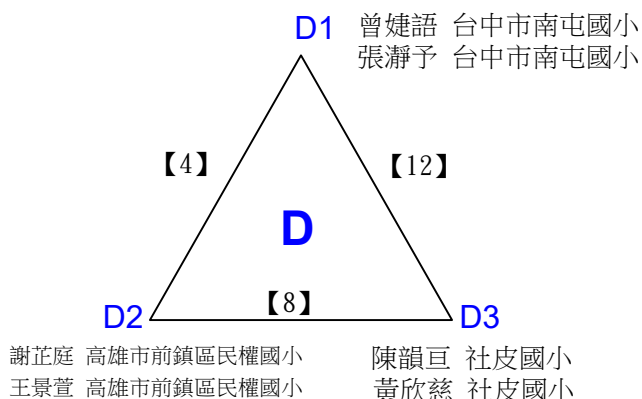 D1
曾婕語 台中市南屯國小
張瀞予 台中市南屯國小
【4】
【12】
D
【8】
D2
D3
謝芷庭 高雄市前鎮區民權國小
王景萱 高雄市前鎮區民權國小
陳韻亘 社皮國小
黃欣慈 社皮國小